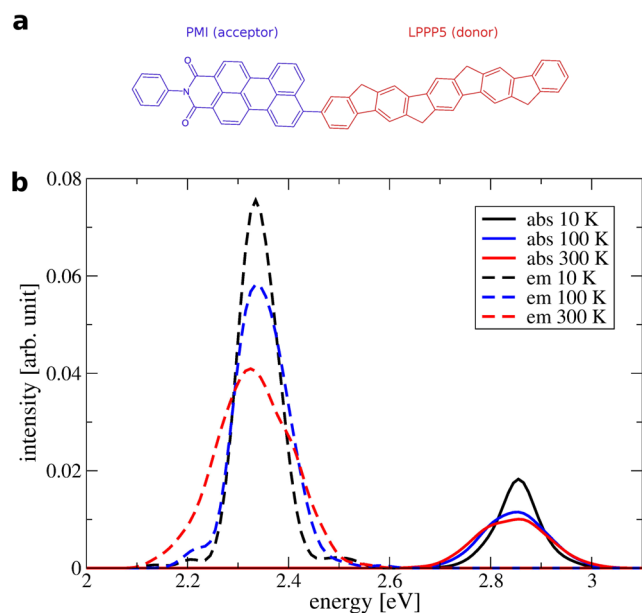 a
PMI (acceptor)
LPPP5 (donor)
O
N
O
b
0.08
0.06
0.04
0.02
0
intensity [arb. unit]
abs 10 K
abs 100 K
abs 300 K
em 10 K
em 100 K
em 300 K
2
2.2
2.4
2.6
2.8
3
energy [eV]